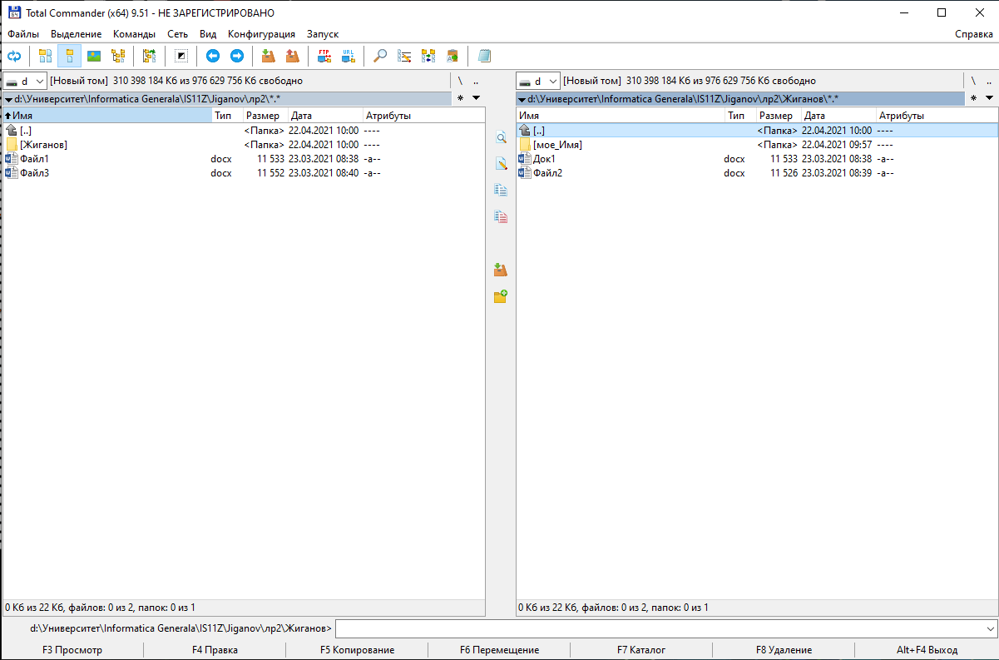 Total Commander (x64) 9.51 - НЕ ЗАРЕГИСТРИРОВАНО
Файлы Выделение Команды Сеть Вид Конфигурация Запуск Справка
FTP URL
d [Новый том] 310 398 184 Кб из 976 629 756 Кб свободно \ ..
d:\Университет\Informatica Generala\IS11Z\Jiganov\лр2\*.* *
Имя Тип Размер Дата Атрибуты
[..] <Папка> 22.04.2021 10:00 ----
[Жиганов] <Папка> 22.04.2021 10:00 ----
Файл1 docx 11 533 23.03.2021 08:38 -a--
Файл3 docx 11 552 23.03.2021 08:40 -a--
0 Кб из 22 Кб, файлов: 0 из 2, папок: 0 из 1
d [Новый том] 310 398 184 Кб из 976 629 756 Кб свободно \ ..
d:\Университет\Informatica Generala\IS11Z\Jiganov\лр2\Жиганов\*.* *
Имя Тип Размер Дата Атрибуты
[..] <Папка> 22.04.2021 10:00 ----
[мое_Имя] <Папка> 22.04.2021 09:57 ----
Док1 docx 11 533 23.03.2021 08:38 -a--
Файл2 docx 11 526 23.03.2021 08:39 -a--
0 Кб из 22 Кб, файлов: 0 из 2, папок: 0 из 1
d:\Университет\Informatica Generala\IS11Z\Jiganov\лр2\Жиганов>
F3 Просмотр F4 Правка F5 Копирование F6 Перемещение F7 Каталог F8 Удаление Alt+F4 Выход